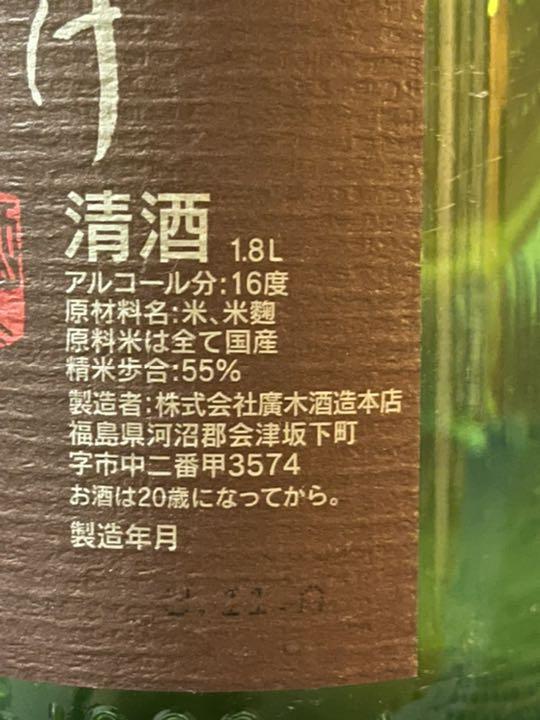 け
清酒 1.8L
アルコール分:16度
原材料名:米、米麹
原料米は全て国産
精米歩合:55%
製造者:株式会社廣木酒造本店
福島県河沼郡会津坂下町
字市中二番甲3574
お酒は20歳になってから。
製造年月